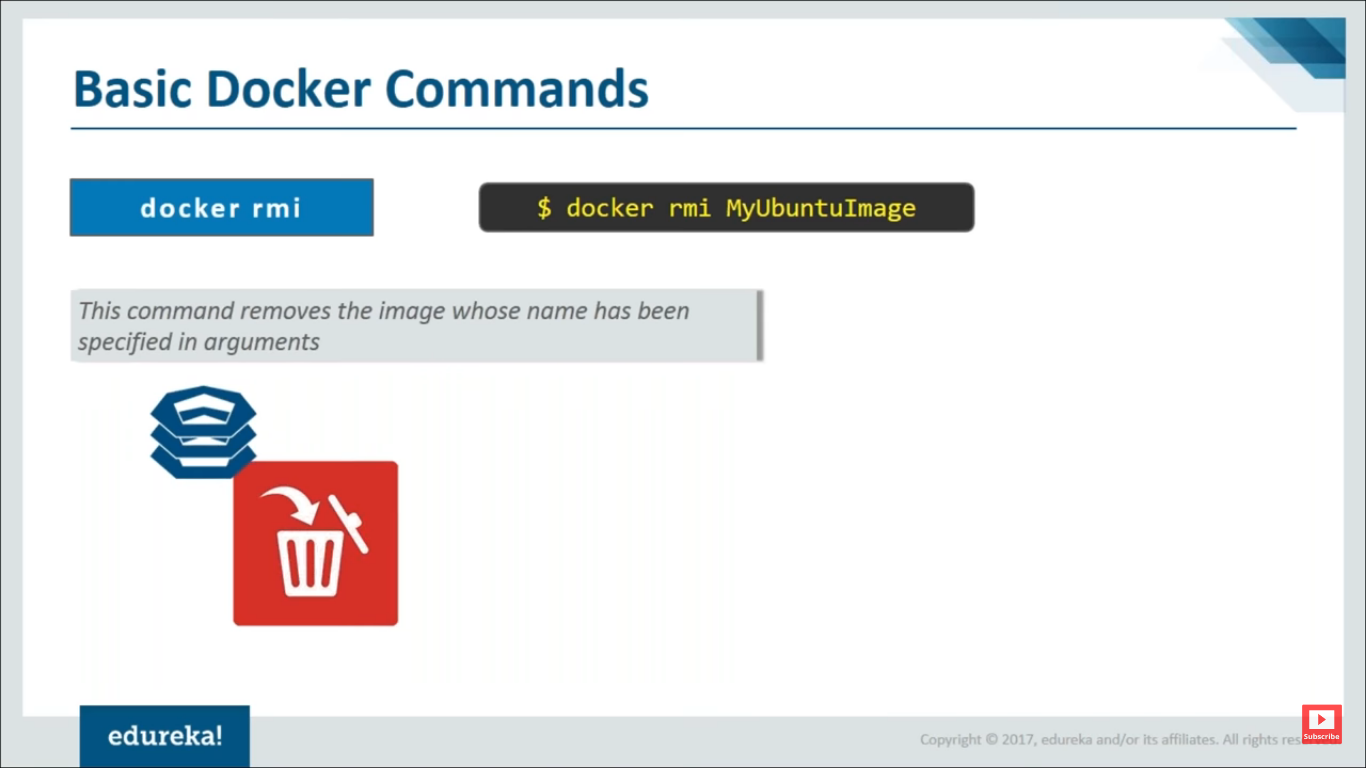 Basic Docker Commands
docker rmi
$ docker rmi MyUbuntuImage
This command removes the image whose name has been
specified in arguments
edureka!
Copyright © 2017, edureka and/or its affiliates. All rights
Subscribe